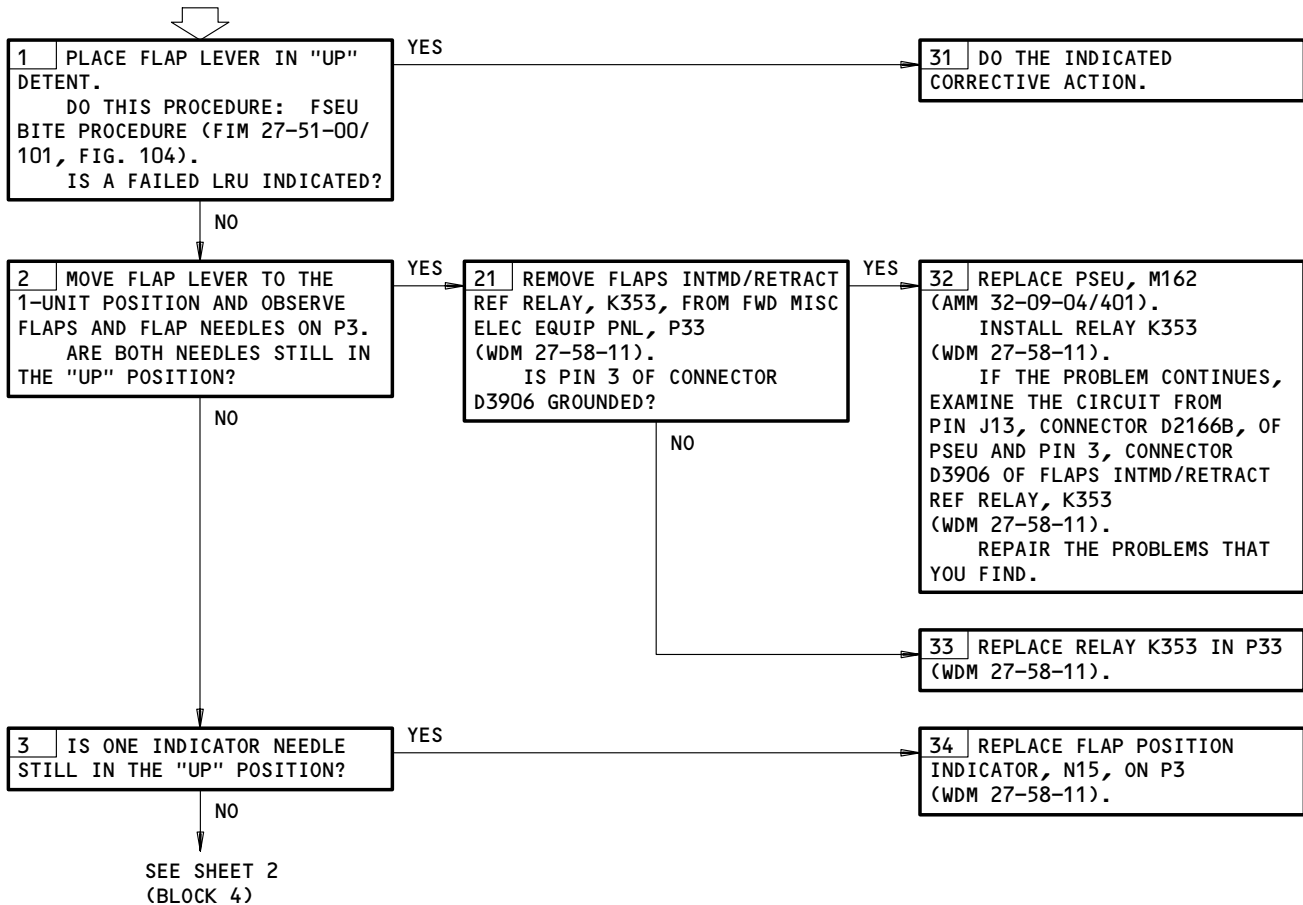 1 PLACE FLAP LEVER IN "UP"
DETENT.
DO THIS PROCEDURE: FSEU
BITE PROCEDURE (FIM 27-51-00/
101, FIG. 104).
IS A FAILED LRU INDICATED?
YES
31 DO THE INDICATED
CORRECTIVE ACTION.
NO
2 MOVE FLAP LEVER TO THE
1-UNIT POSITION AND OBSERVE
FLAPS AND FLAP NEEDLES ON P3.
ARE BOTH NEEDLES STILL IN
THE "UP" POSITION?
YES
21 REMOVE FLAPS INTMD/RETRACT
REF RELAY, K353, FROM FWD MISC
ELEC EQUIP PNL, P33
(WDM 27-58-11).
IS PIN 3 OF CONNECTOR
D3906 GROUNDED?
YES
32 REPLACE PSEU, M162
(AMM 32-09-04/401).
INSTALL RELAY K353
(WDM 27-58-11).
IF THE PROBLEM CONTINUES,
EXAMINE THE CIRCUIT FROM
PIN J13, CONNECTOR D2166B, OF
PSEU AND PIN 3, CONNECTOR
D3906 OF FLAPS INTMD/RETRACT
REF RELAY, K353
(WDM 27-58-11).
REPAIR THE PROBLEMS THAT
YOU FIND.
NO
NO
33 REPLACE RELAY K353 IN P33
(WDM 27-58-11).
3 IS ONE INDICATOR NEEDLE
STILL IN THE "UP" POSITION?
YES
34 REPLACE FLAP POSITION
INDICATOR, N15, ON P3
(WDM 27-58-11).
NO
SEE SHEET 2
(BLOCK 4)